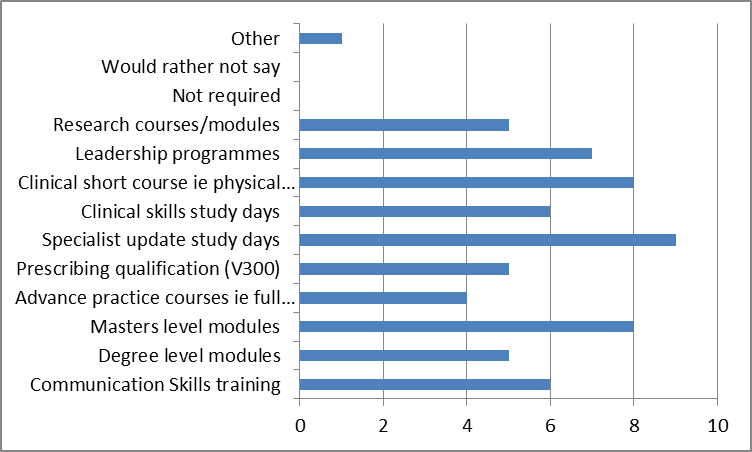 Other
Would rather not say
Not required
Research courses/modules
Leadership programmes
Clinical short course ie physical...
Clinical skills study days
Specialist update study days
Prescribing qualification (V300)
Advance practice courses ie full...
Masters level modules
Degree level modules
Communication Skills training
0 2 4 6 8 10